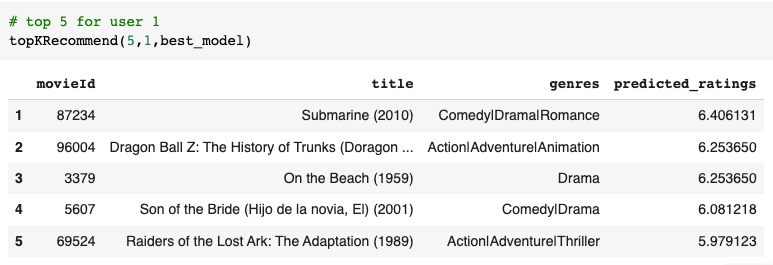 # top 5 for user 1
topKRecommend(5,1,best_model)
movieId title genres predicted_ratings
1 87234 Submarine (2010) Comedy|Drama|Romance 6.406131
2 96004 Dragon Ball Z: The History of Trunks (Doragon ... Action|Adventure|Animation 6.253650
3 3379 On the Beach (1959) Drama 6.253650
4 5607 Son of the Bride (Hijo de la novia, El) (2001) Comedy|Drama 6.081218
5 69524 Raiders of the Lost Ark: The Adaptation (1989) Action|Adventure|Thriller 5.979123